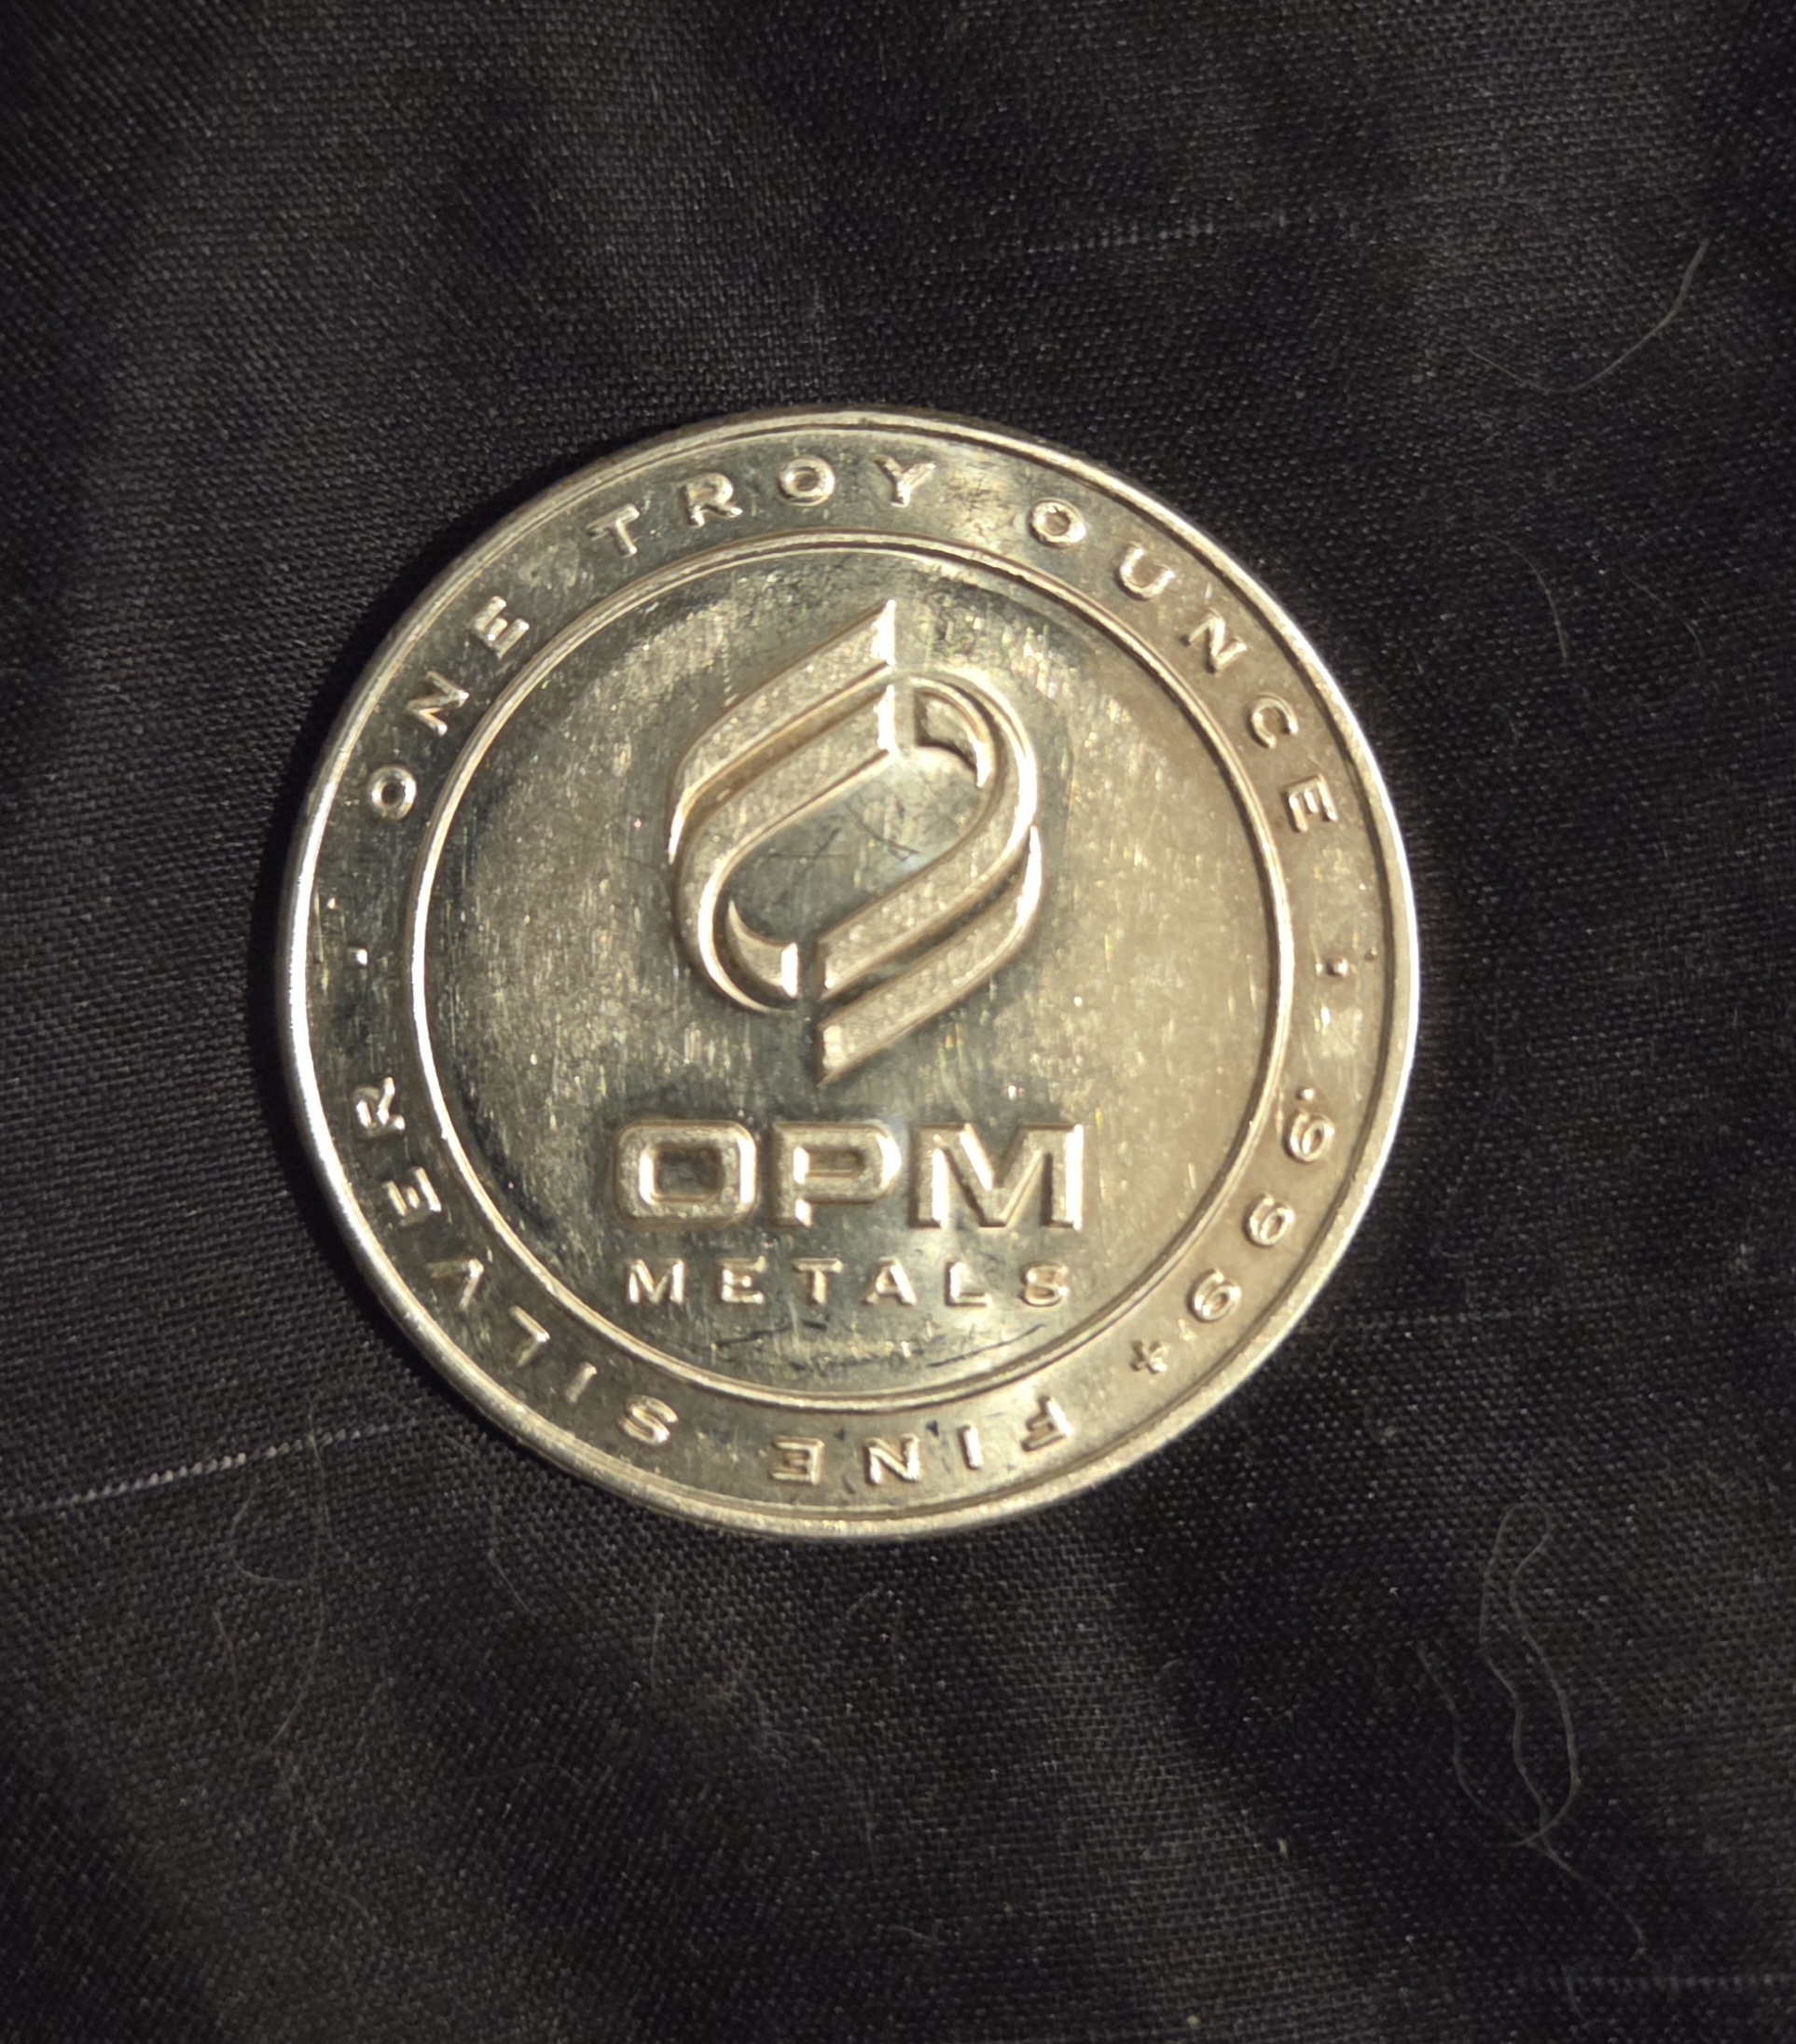 ONE TROY OUNCE · .999+ FINE SILVER ·
OPM
METALS